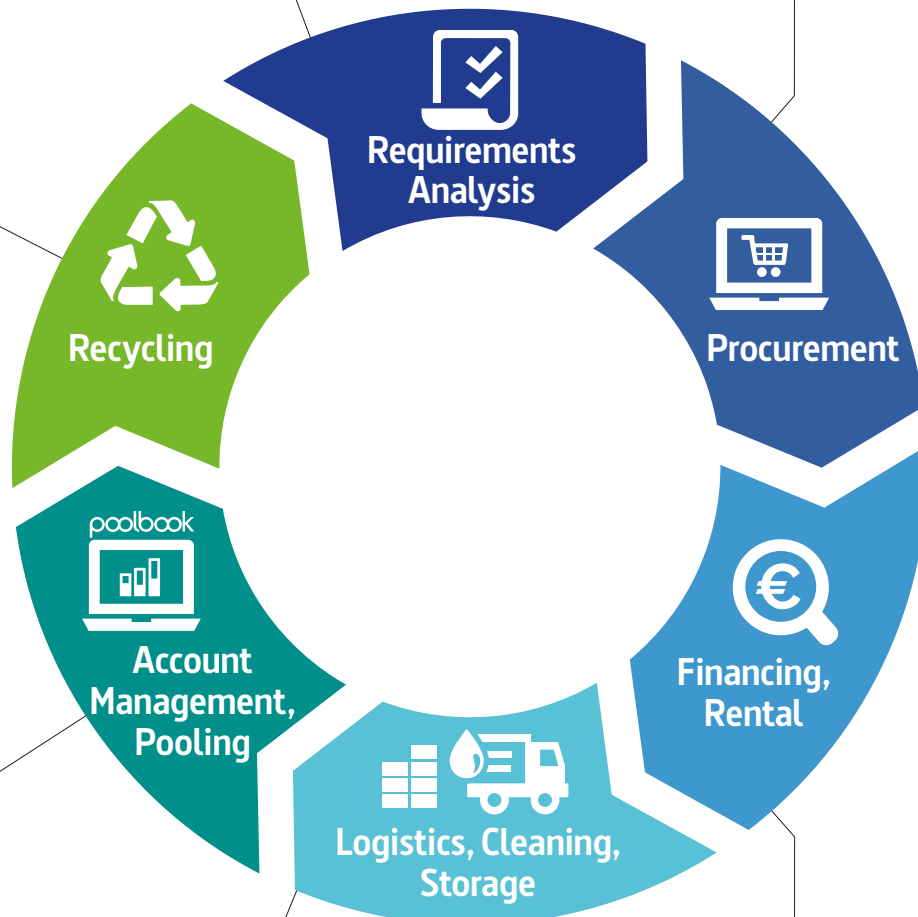 Requirements
Analysis
Procurement
€
Financing,
Rental
Logistics, Cleaning,
Storage
poolbook
Account
Management,
Pooling
Recycling